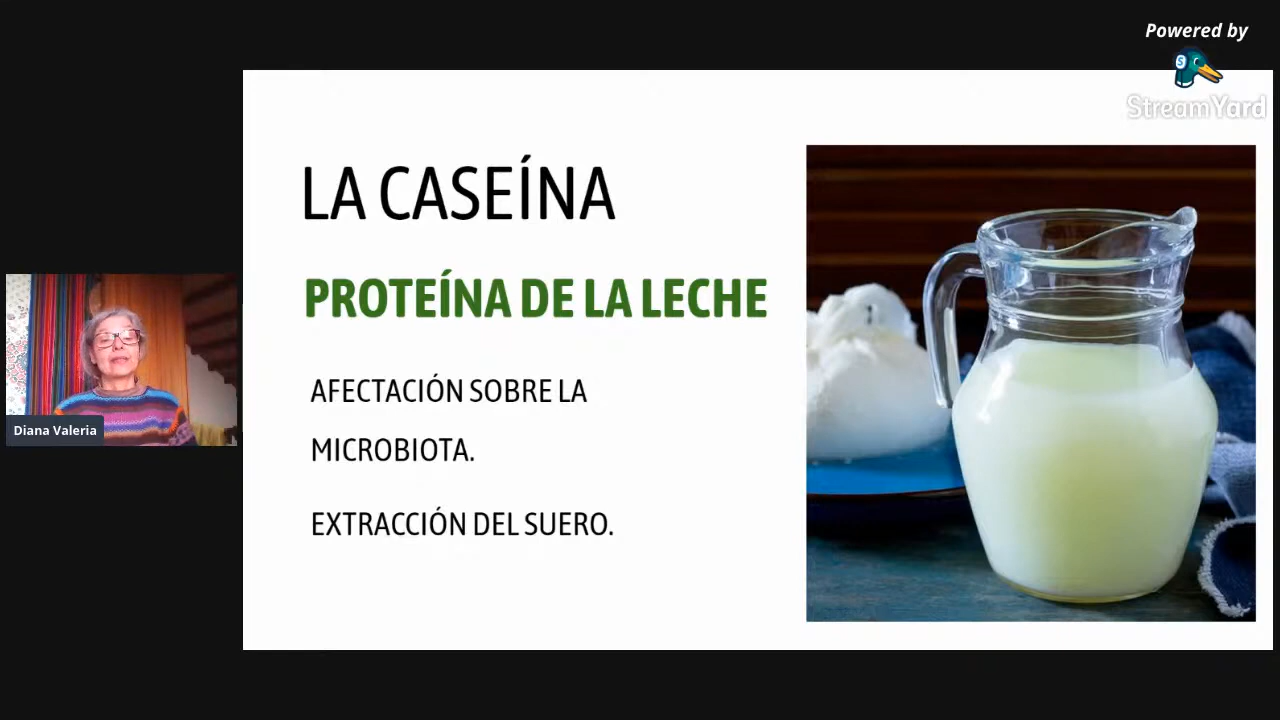 Powered by
StreamYard
LA CASEÍNA
PROTEÍNA DE LA LECHE
AFECTACIÓN SOBRE LA
MICROBIOTA.
EXTRACCIÓN DEL SUERO.
Diana Valeria